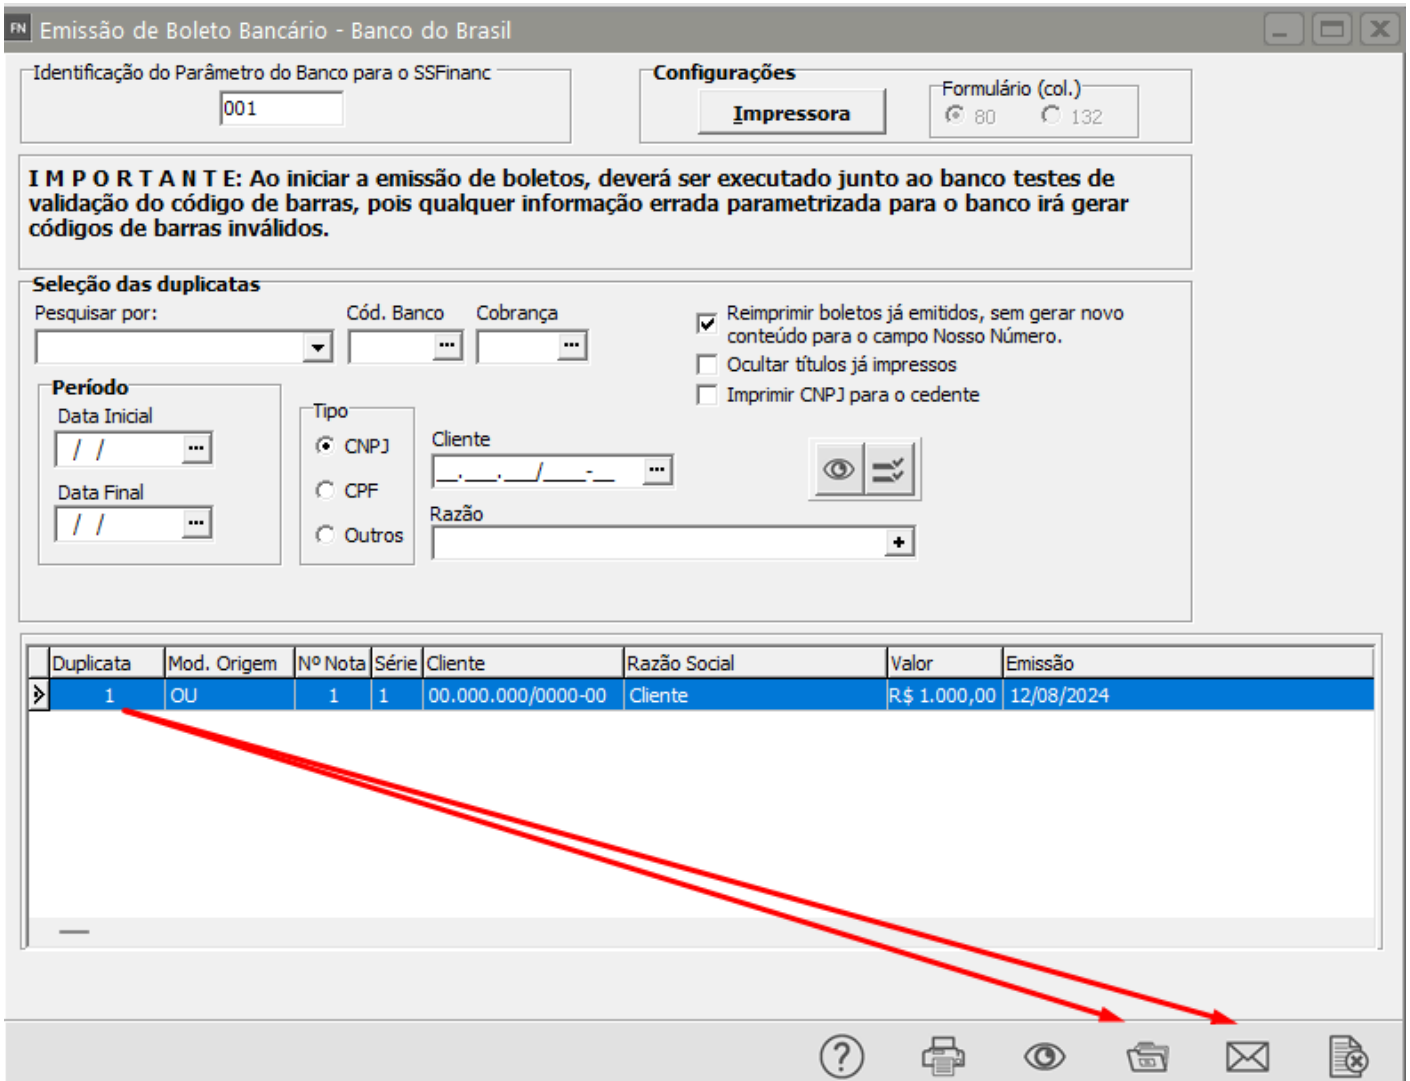 FN Emissão de Boleto Bancário - Banco do Brasil
Identificação do Parâmetro do Banco para o SSFinanc
001
Configurações
Impressora
Formulário (col.)
80 132
I M P O R T A N T E: Ao iniciar a emissão de boletos, deverá ser executado junto ao banco testes de
validação do código de barras, pois qualquer informação errada parametrizada para o banco irá gerar
códigos de barras inválidos.
Seleção das duplicatas
Pesquisar por: Cód. Banco Cobrança
Reimprimir boletos já emitidos, sem gerar novo
conteúdo para o campo Nosso Número.
Ocultar títulos já impressos
Imprimir CNPJ para o cedente
Período
Data Inicial
/ /
Data Final
/ /
Tipo
CNPJ
CPF
Outros
Cliente
__.___.___/____-__
Razão
Duplicata Mod. Origem Nº Nota Série Cliente Razão Social Valor Emissão
1 OU 1 1 00.000.000/0000-00 Cliente R$ 1.000,00 12/08/2024